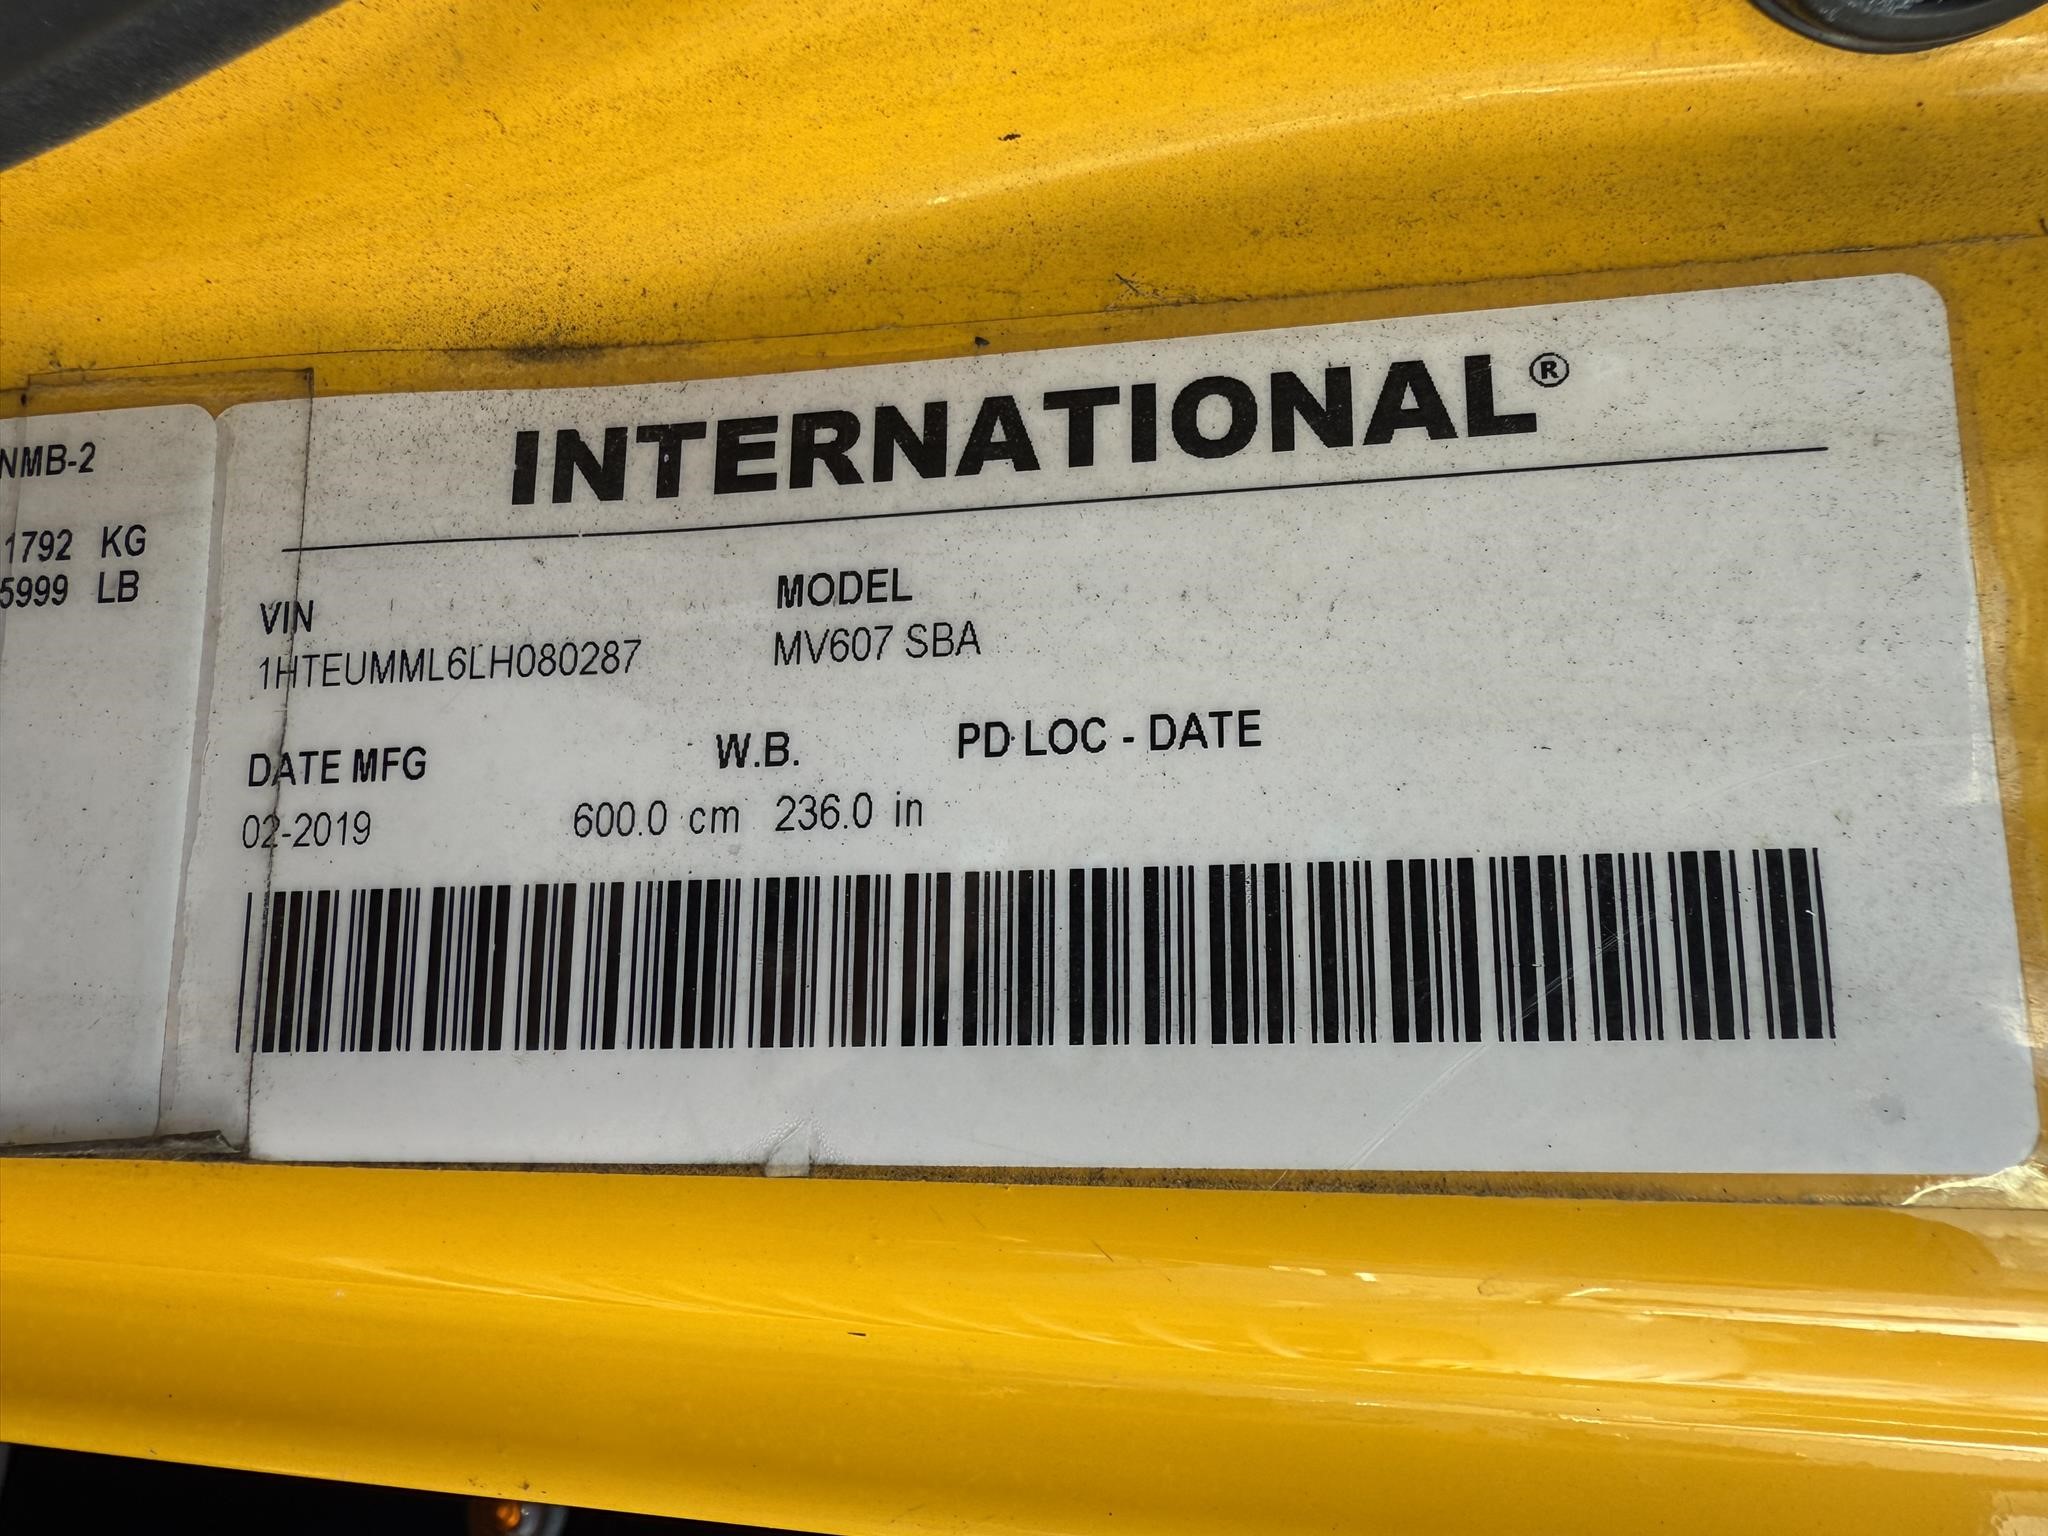 NMB-2
1792 KG
5999 LB
INTERNATIONAL®
VIN MODEL
1HTEUMML6LH080287 MV607 SBA
DATE MFG W.B. PD LOC - DATE
02-2019 600.0 cm 236.0 in